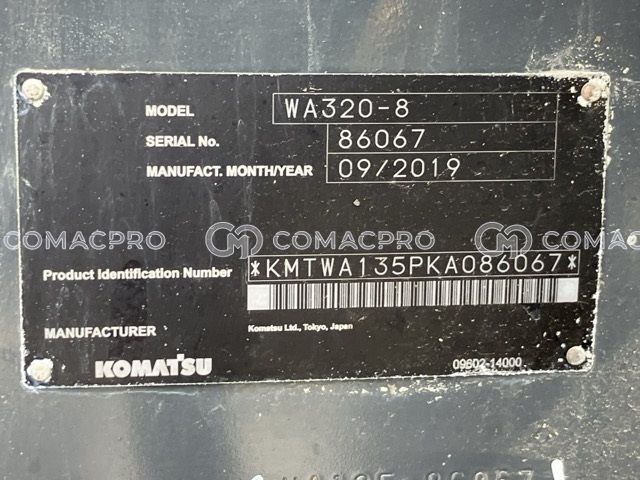 MODEL WA320-8
SERIAL No. 86067
MANUFACT. MONTH/YEAR 09/2019
COMACPRO COMACPRO COMACPRO
Product Identification Number *KMTWA135PKA086067*
MANUFACTURER Komatsu Ltd., Tokyo, Japan
KOMATSU 09602-14000